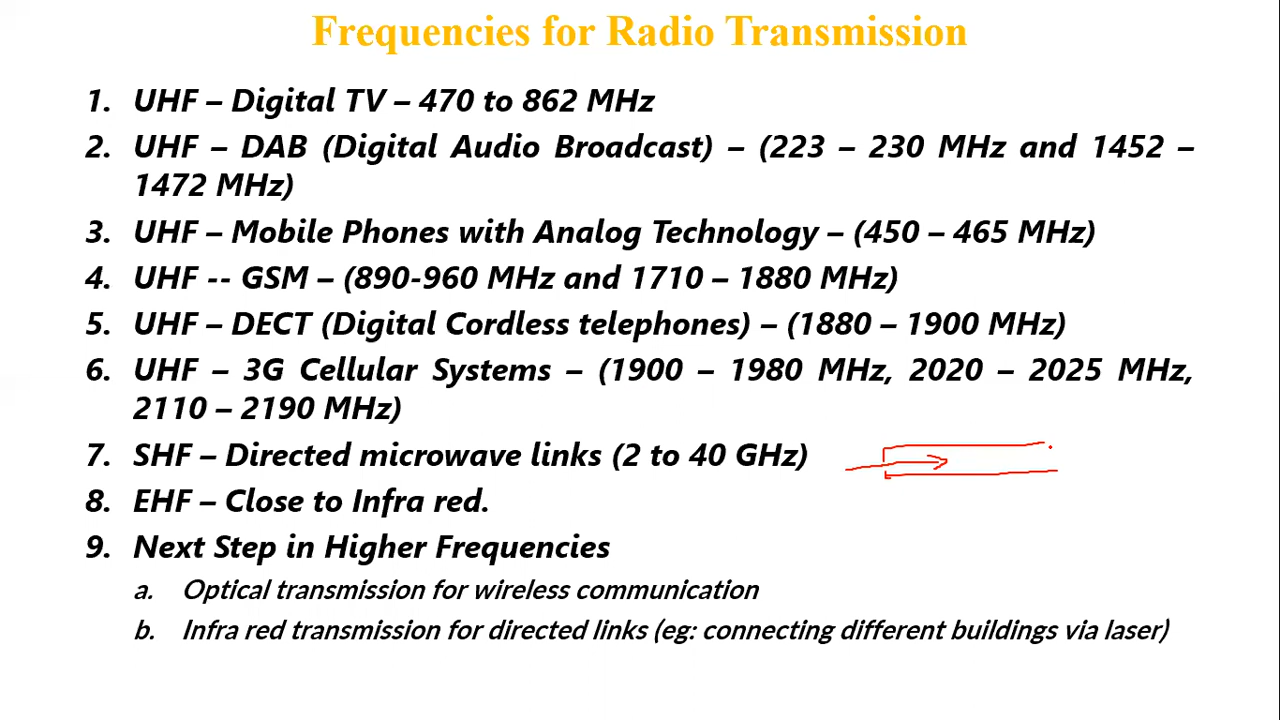 Frequencies for Radio Transmission
1. UHF – Digital TV – 470 to 862 MHz
2. UHF – DAB (Digital Audio Broadcast) – (223 – 230 MHz and 1452 –
1472 MHz)
3. UHF – Mobile Phones with Analog Technology – (450 – 465 MHz)
4. UHF -- GSM – (890-960 MHz and 1710 – 1880 MHz)
5. UHF – DECT (Digital Cordless telephones) – (1880 – 1900 MHz)
6. UHF – 3G Cellular Systems – (1900 – 1980 MHz, 2020 – 2025 MHz,
2110 – 2190 MHz)
7. SHF – Directed microwave links (2 to 40 GHz)
8. EHF – Close to Infra red.
9. Next Step in Higher Frequencies
a. Optical transmission for wireless communication
b. Infra red transmission for directed links (eg: connecting different buildings via laser)